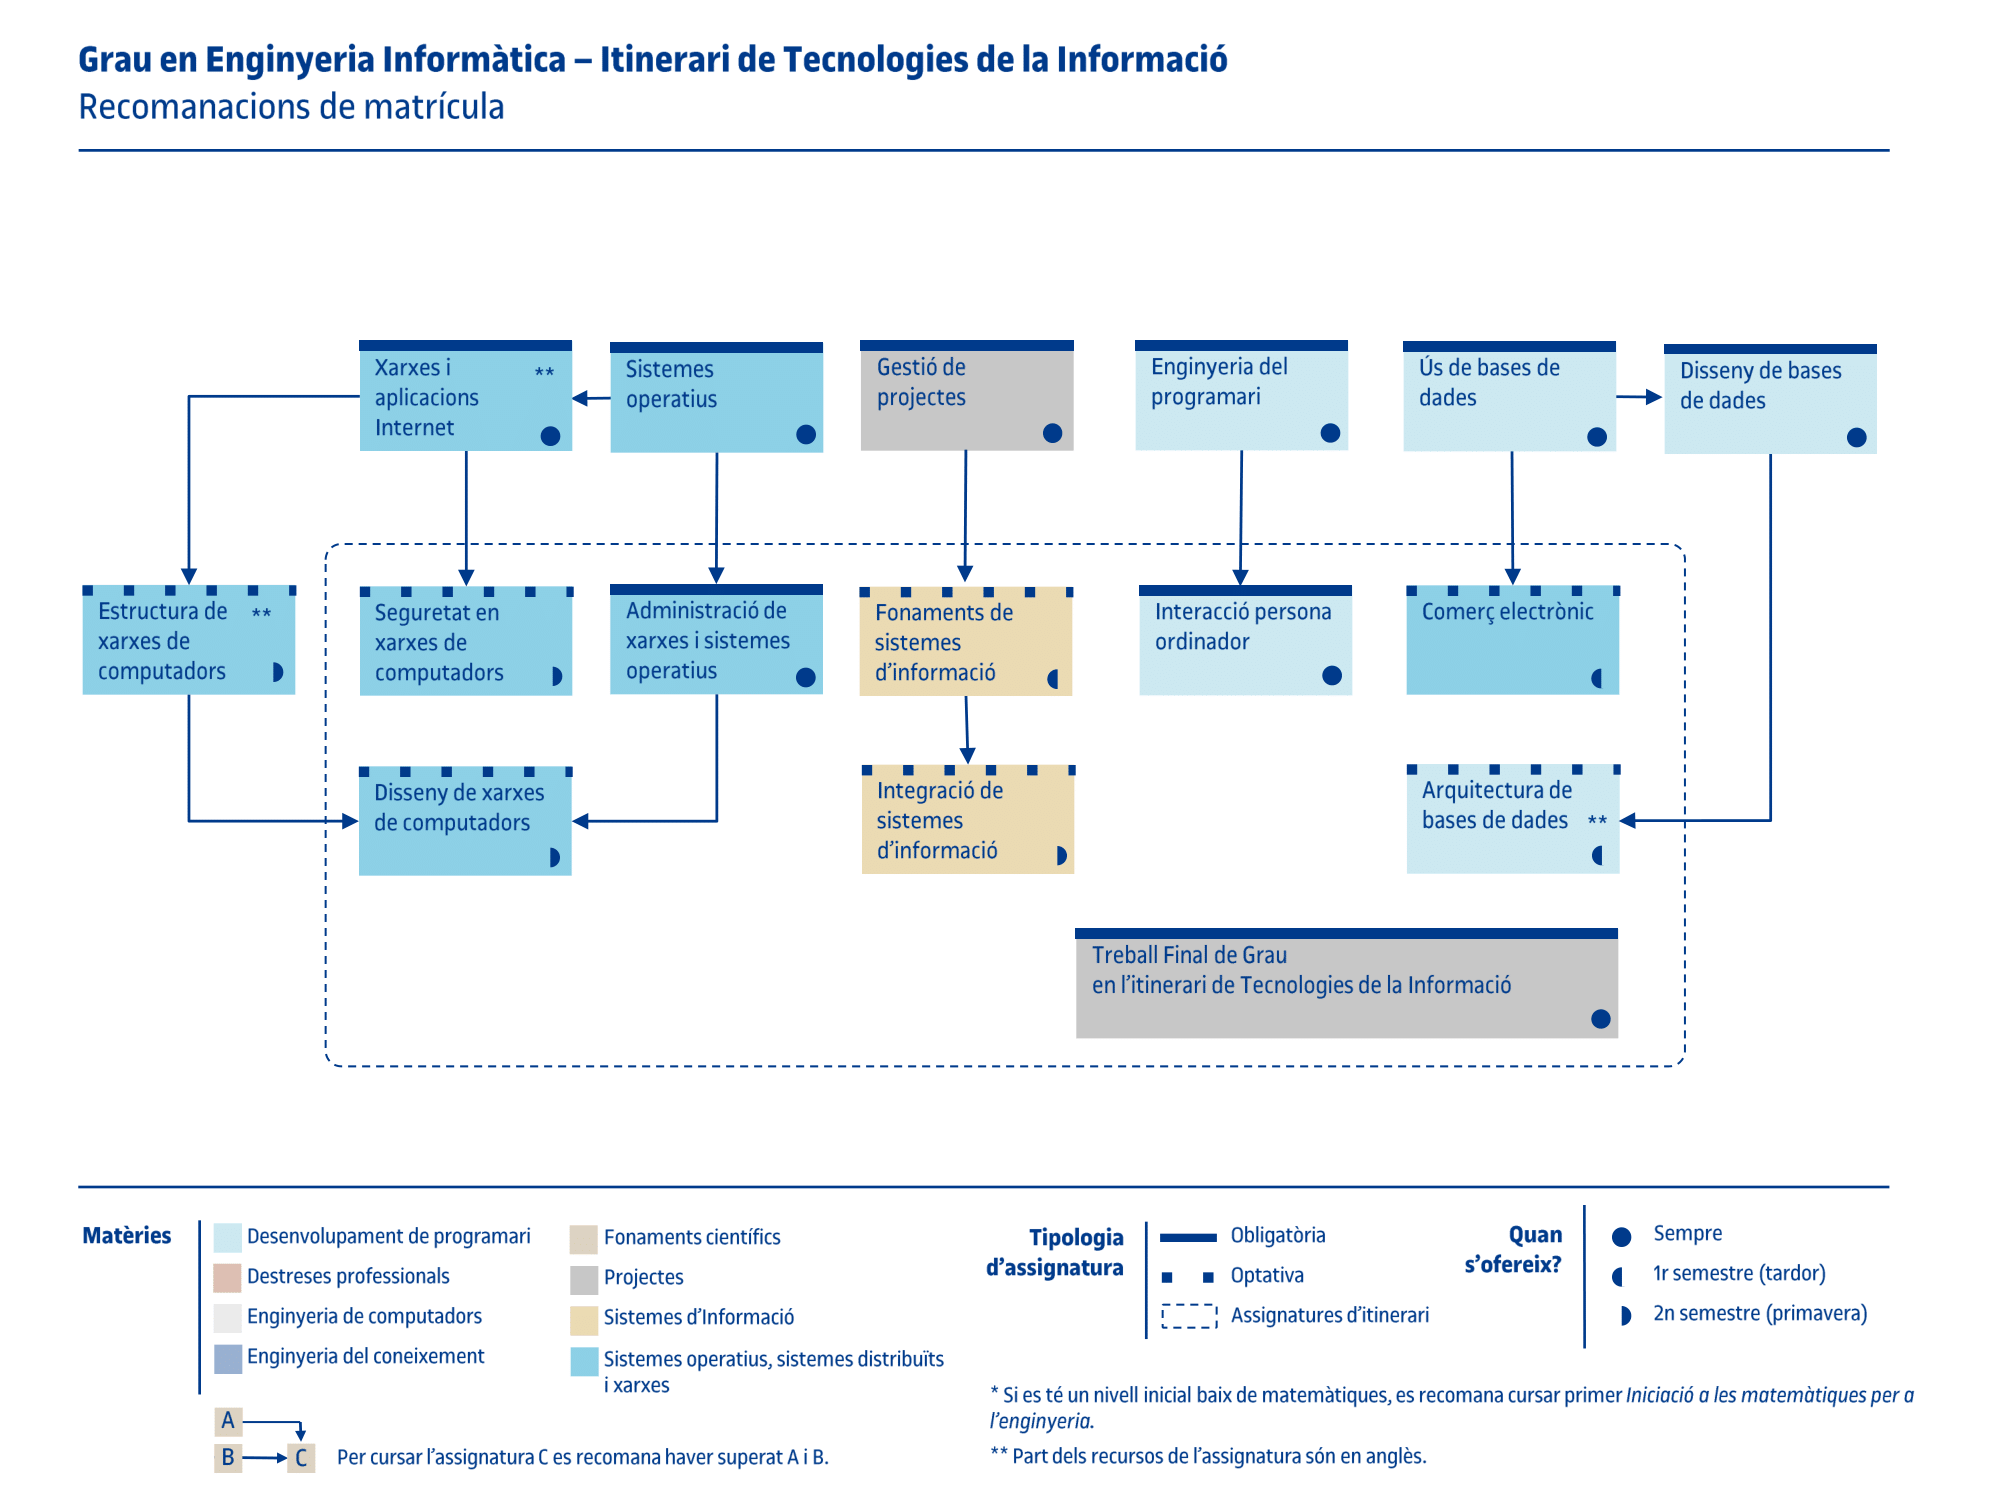 Grau en Enginyeria Informàtica – Itinerari de Tecnologies de la Informació
Recomanacions de matrícula
Xarxes i **
aplicacions
Internet
Sistemes
operatius
Gestió de
projectes
Enginyeria del
programari
Ús de bases de
dades
Disseny de bases
de dades
Estructura de **
xarxes de
computadors
Seguretat en
xarxes de
computadors
Administració de
xarxes i sistemes
operatius
Fonaments de
sistemes
d’informació
Interacció persona
ordinador
Comerç electrònic
Disseny de xarxes
de computadors
Integració de
sistemes
d’informació
Arquitectura de
bases de dades **
Treball Final de Grau
en l’itinerari de Tecnologies de la Informació
Matèries
Desenvolupament de programari
Destreses professionals
Enginyeria de computadors
Enginyeria del coneixement
Fonaments científics
Projectes
Sistemes d’Informació
Sistemes operatius, sistemes distribuïts
i xarxes
A
B
C
Per cursar l’assignatura C es recomana haver superat A i B.
Tipologia
d’assignatura
Obligatòria
Optativa
Assignatures d’itinerari
Quan
s’ofereix?
Sempre
1r semestre (tardor)
2n semestre (primavera)
* Si es té un nivell inicial baix de matemàtiques, es recomana cursar primer Iniciació a les matemàtiques per a
l’enginyeria.
** Part dels recursos de l’assignatura són en anglès.